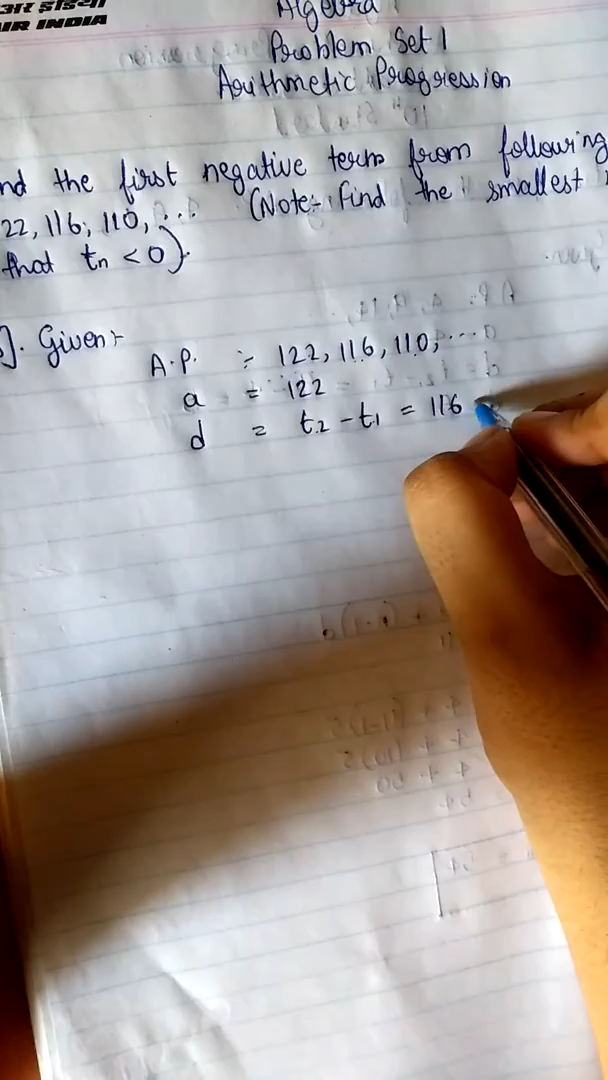 IR INDIA
Algebra
Problem Set 1
Arithmetic Progression
nd the first negative term from following
22, 116, 110, ... (Note:- Find the smallest
that tn < 0).
]. Given:-
A.P. :- 122, 116, 110, ...
a = 122
d = t2 - t1 = 116